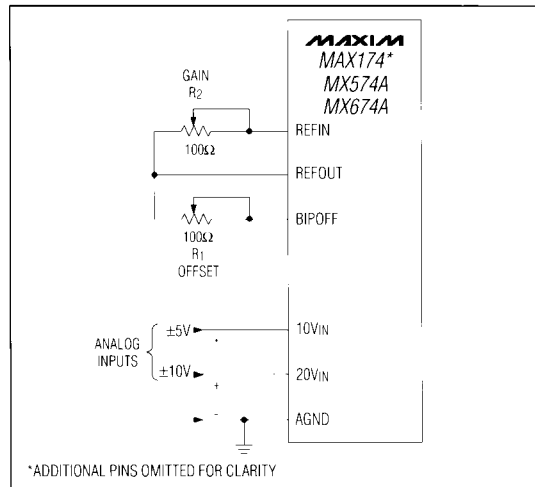 MAXIM
MAX174*
MX574A
MX674A
GAIN
R2
100Ω
REFIN
REFOUT
BIPOFF
100Ω
R1
OFFSET
ANALOG
INPUTS
±5V
10VIN
+
±10V
20VIN
+
-
AGND
*ADDITIONAL PINS OMITTED FOR CLARITY